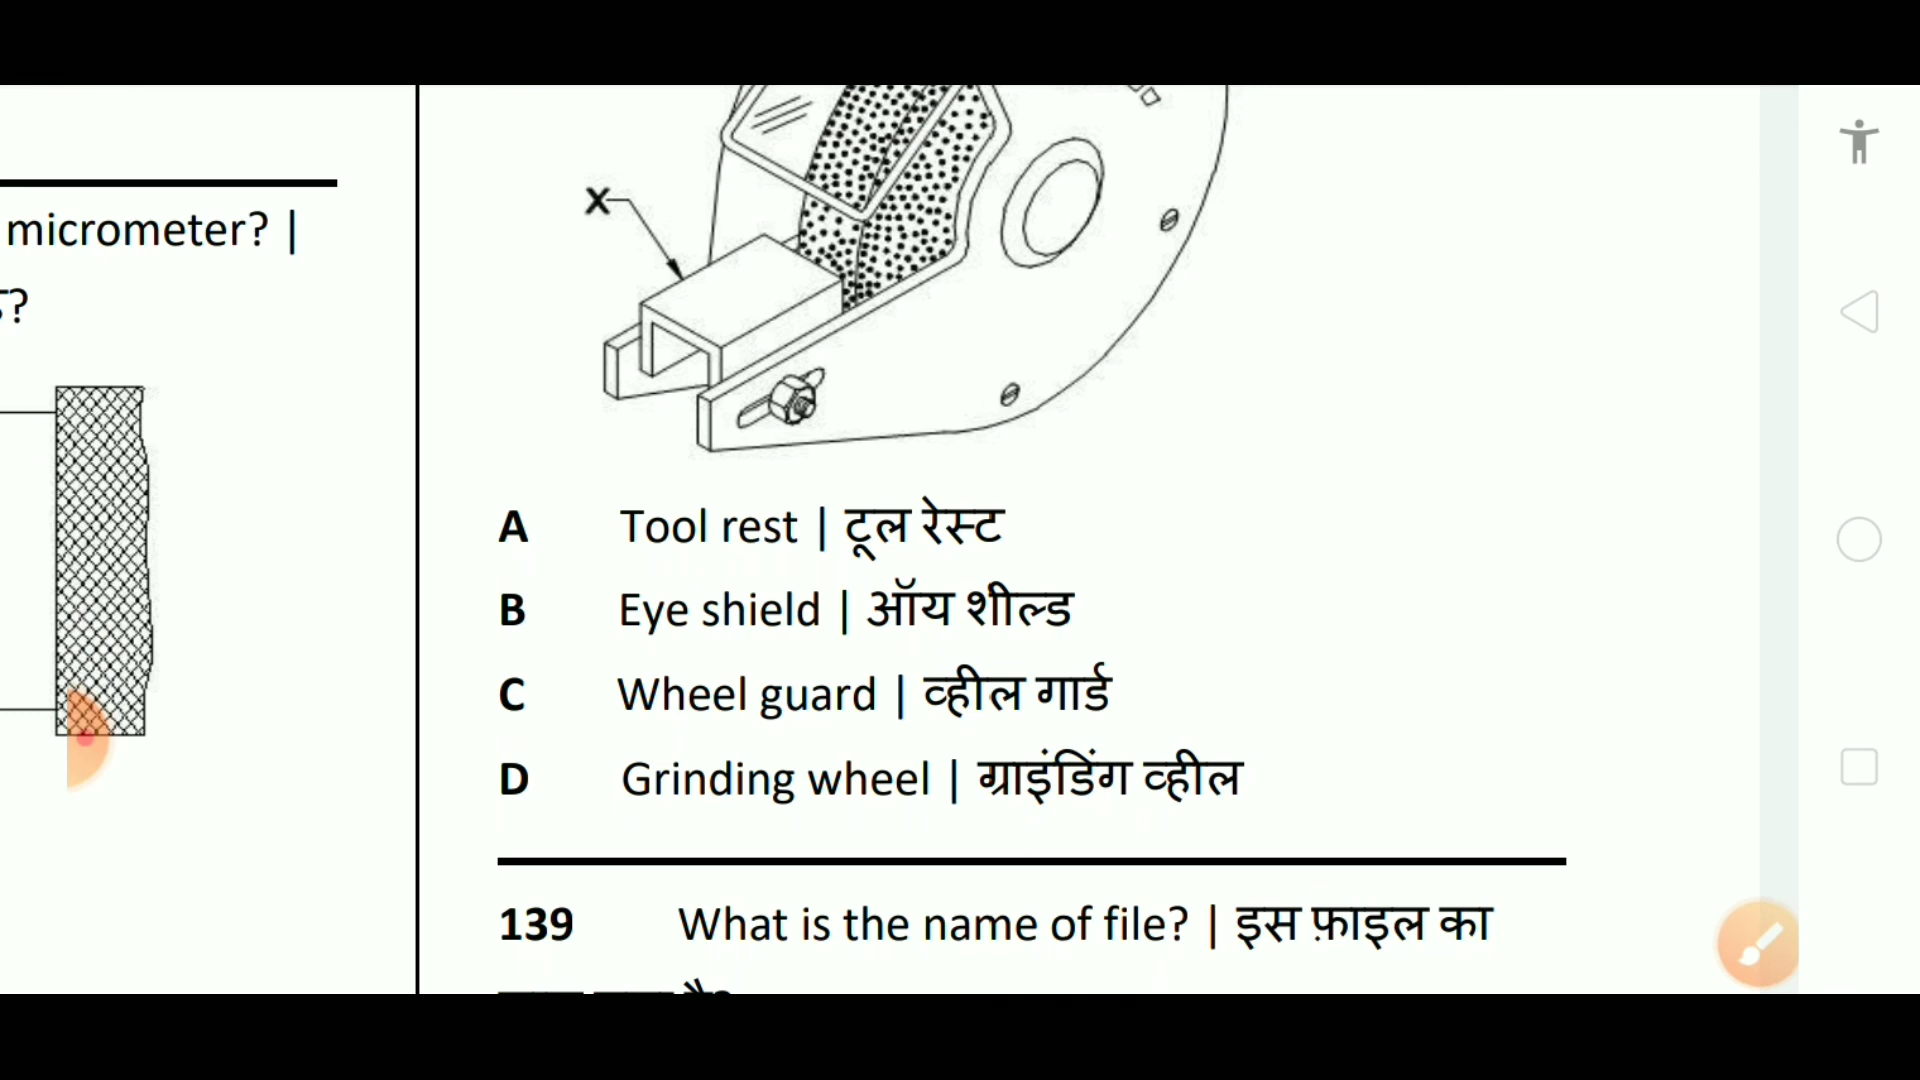 micrometer? |
?
X
A Tool rest | टूल रेस्ट
B Eye shield | ऑय शील्ड
C Wheel guard | व्हील गार्ड
D Grinding wheel | ग्राइंडिंग व्हील
139 What is the name of file? | इस फ़ाइल का